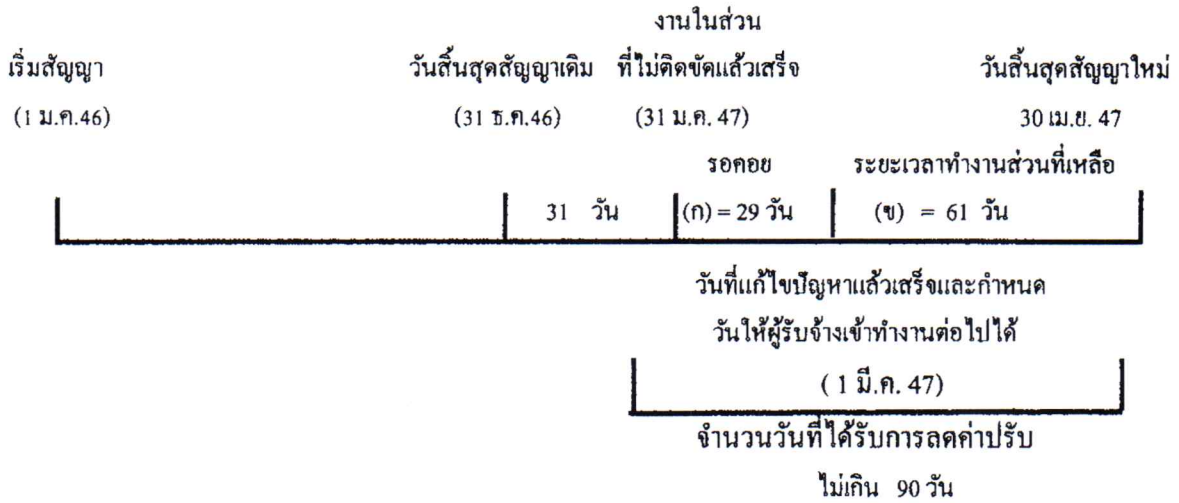 งานในส่วน
เริ่มสัญญา วันสิ้นสุดสัญญาเดิม ที่ไม่ติดขัดแล้วเสร็จ วันสิ้นสุดสัญญาใหม่
(1 ม.ค.46) (31 ธ.ค.46) (31 ม.ค. 47) 30 เม.ย. 47
รอคอย ระยะเวลาทำงานส่วนที่เหลือ
31 วัน (ก) = 29 วัน (ข) = 61 วัน
วันที่แก้ไขปัญหาแล้วเสร็จและกำหนด
วันให้ผู้รับจ้างเข้าทำงานต่อไปได้
( 1 มี.ค. 47)
จำนวนวันที่ได้รับการลดค่าปรับ
ไม่เกิน 90 วัน